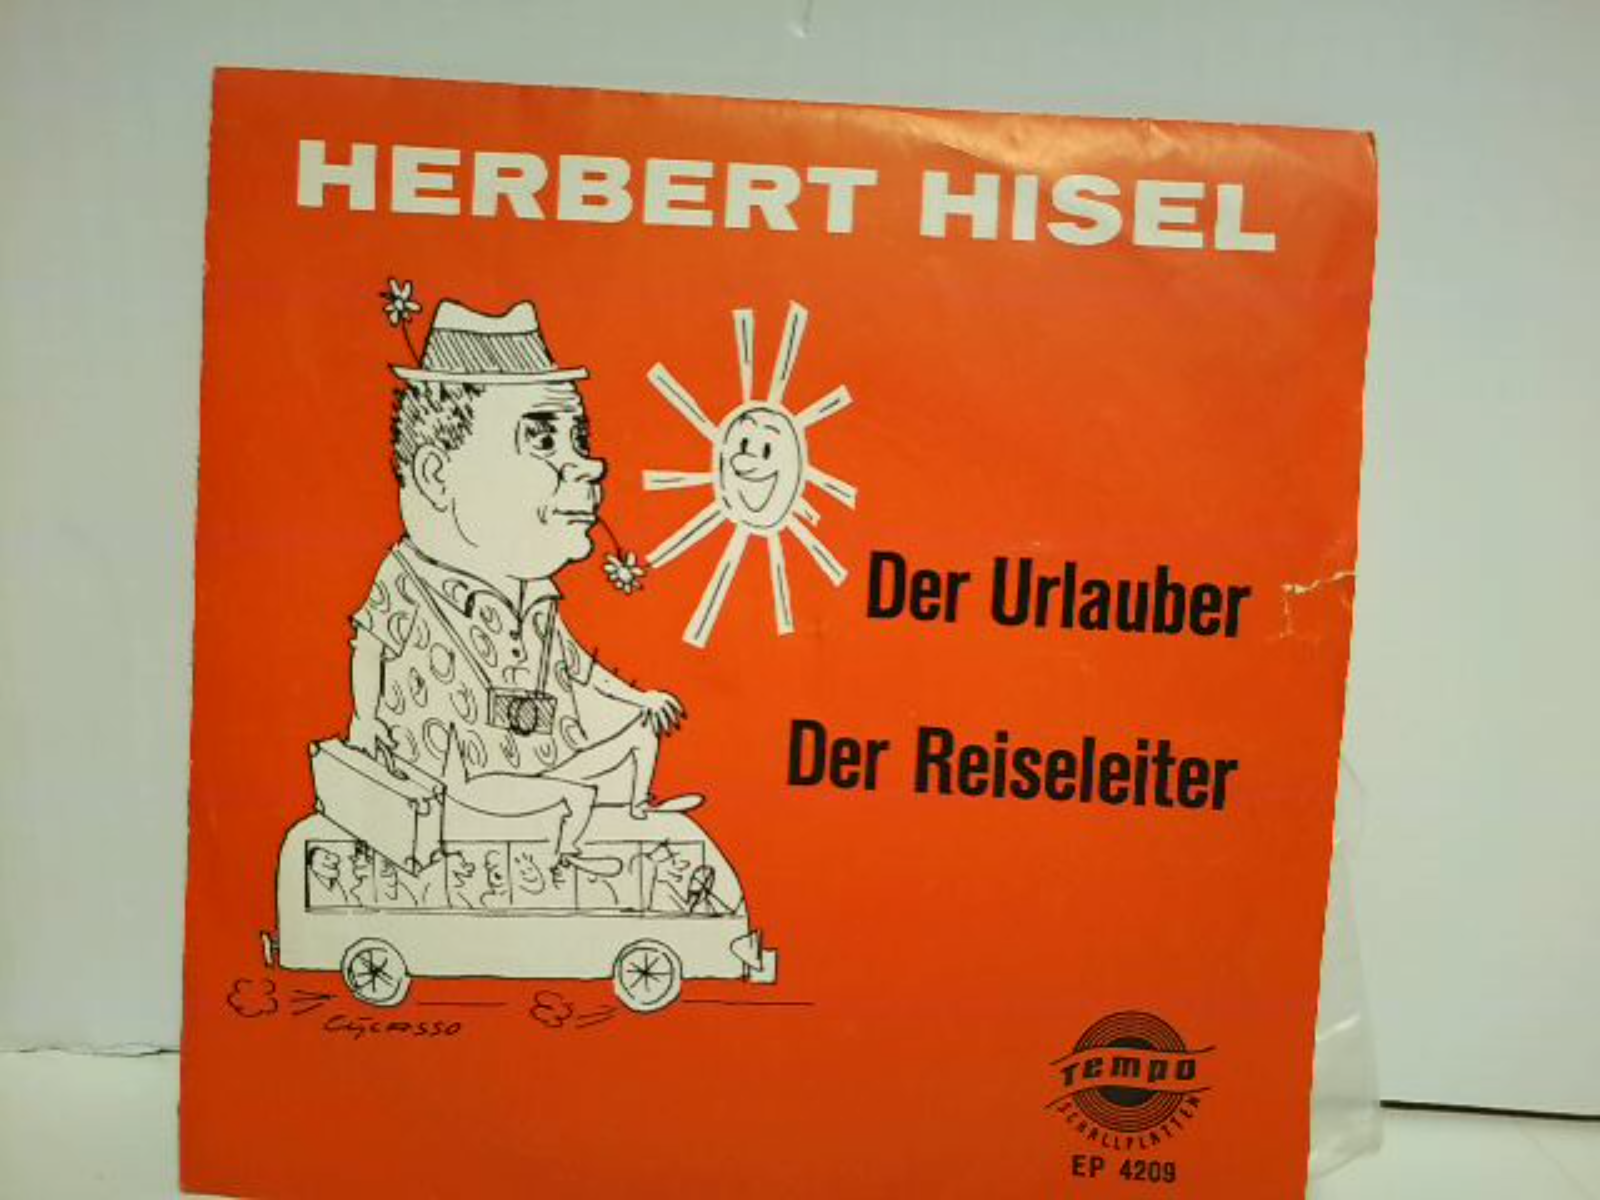 HERBERT HISEL
Der Urlauber
Der Reiseleiter
Tempo
SCHALLPLATTEN
EP 4209